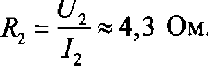 R₂ = U₂/I₂ ≈ 4,3 Ом.